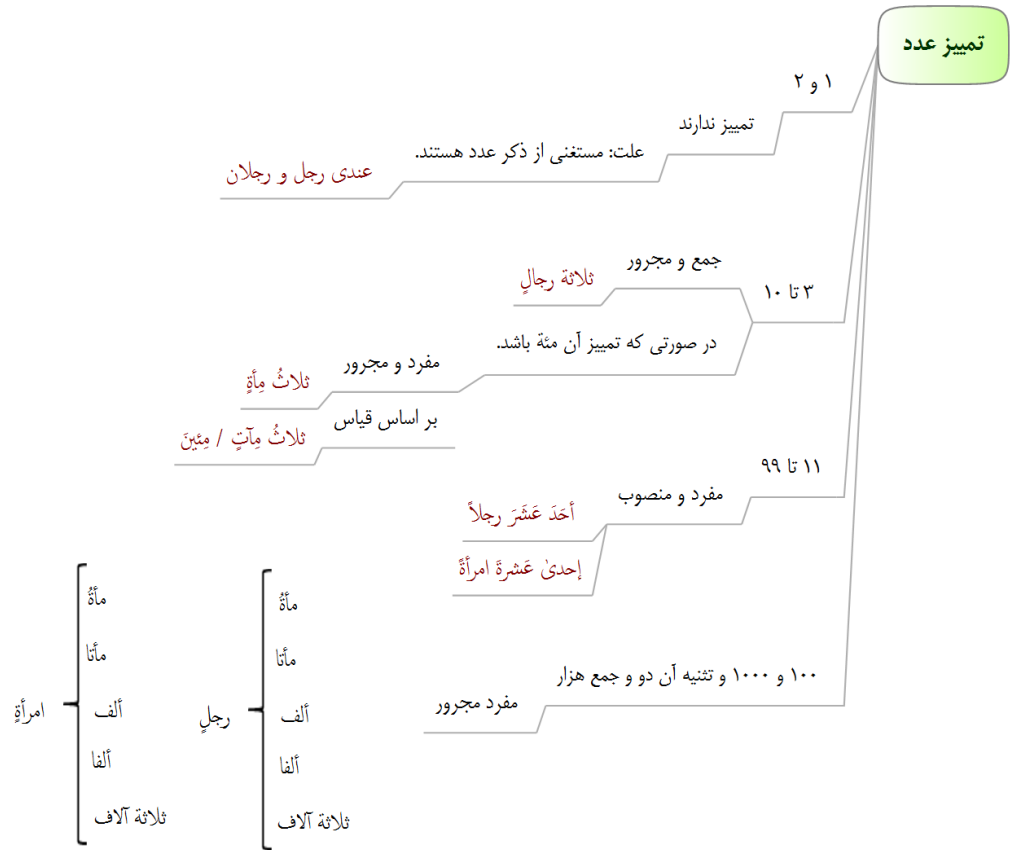 تمییز عدد
۱ و ۲
تمییز ندارند
علت: مستغنی از ذکر عدد هستند.
عندی رجل و رجلان
۳ تا ۱۰
جمع و مجرور
ثلاثة رجالٍ
در صورتی که تمییز آن مئة باشد.
مفرد و مجرور
ثلاثُ مِأةٍ
بر اساس قیاس
ثلاثُ مِآتٍ / مِئینَ
۱۱ تا ۹۹
مفرد و منصوب
أحَدَ عَشَرَ رجلاً
إحدیٰ عَشرةَ امرأةً
۱۰۰ و ۱۰۰۰ و تثنیه آن دو و جمع هزار
مفرد مجرور
مأةُ
مأتا
ألف
ألفا
ثلاثة آلاف
رجلٍ
مأةُ
مأتا
ألف
ألفا
ثلاثة آلاف
امرأةٍ